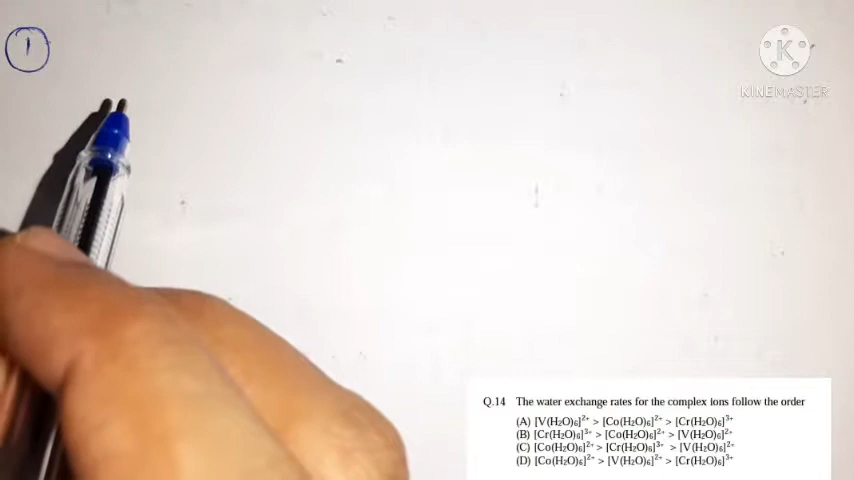 1
KINEMASTER
Q.14 The water exchange rates for the complex ions follow the order
(A) [V(H₂O)₆]²⁺ > [Co(H₂O)₆]²⁺ > [Cr(H₂O)₆]³⁺
(B) [Cr(H₂O)₆]³⁺ > [Co(H₂O)₆]²⁺ > [V(H₂O)₆]²⁺
(C) [Co(H₂O)₆]²⁺ > [Cr(H₂O)₆]³⁺ > [V(H₂O)₆]²⁺
(D) [Co(H₂O)₆]²⁺ > [V(H₂O)₆]²⁺ > [Cr(H₂O)₆]³⁺